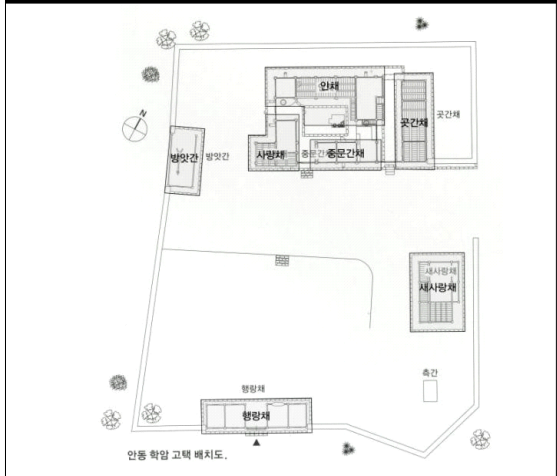 안채
곳간채
곳간채
N
방앗간
방앗간
사랑채
중문간채
중문간채
새사랑채
새사랑채
측간
행랑채
행랑채
안동 학암 고택 배치도.